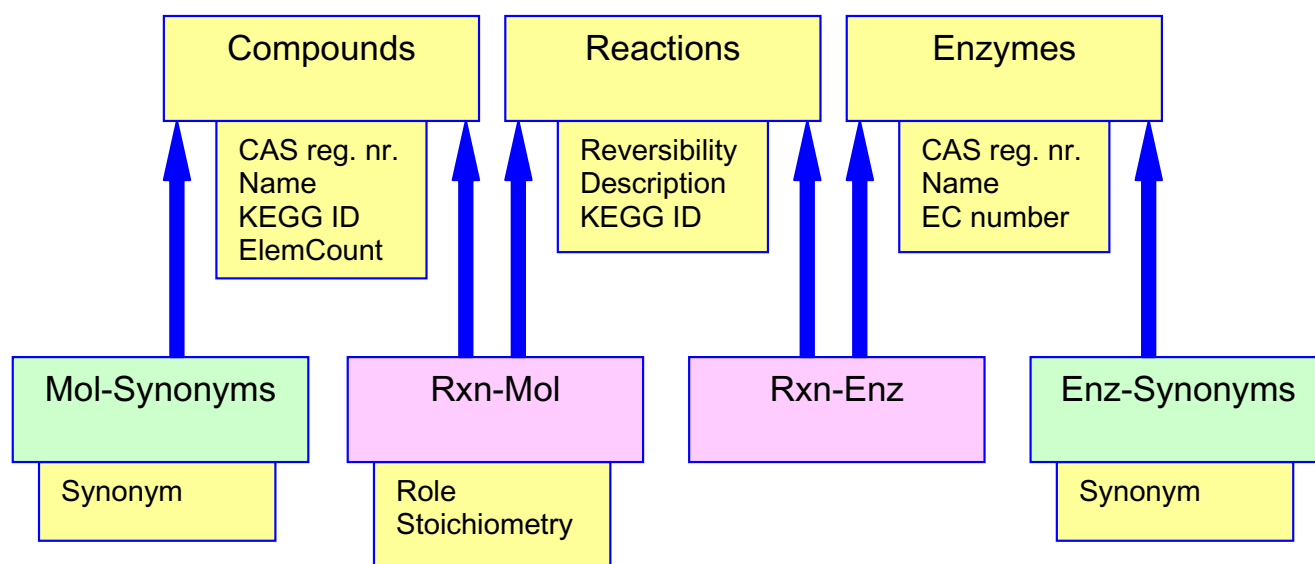 Compounds
CAS reg. nr.
Name
KEGG ID
ElemCount
Reactions
Reversibility
Description
KEGG ID
Enzymes
CAS reg. nr.
Name
EC number
Mol-Synonyms
Synonym
Rxn-Mol
Role
Stoichiometry
Rxn-Enz
Enz-Synonyms
Synonym